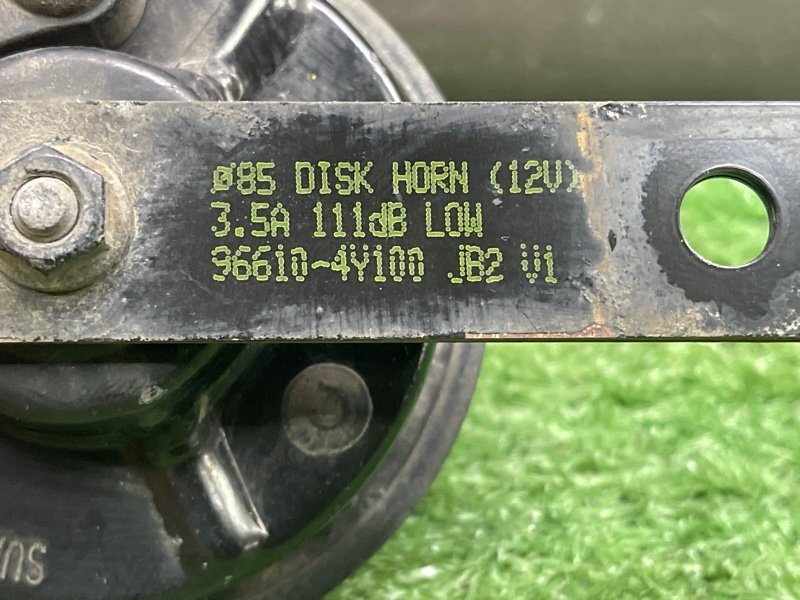 ø85 DISK HORN (12V)
3.5A 111dB LOW
96610-4Y100 JB2 V1